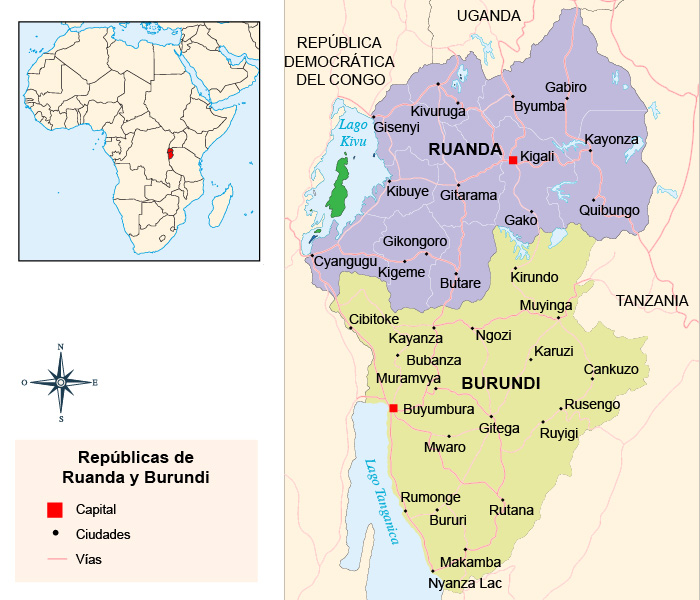 UGANDA
REPÚBLICA
DEMOCRÁTICA
DEL CONGO
Gabiro
Kivuruga
Byumba
Lago
Kivu
Gisenyi
Kayonza
RUANDA
Kigali
Kibuye
Gitarama
Quibungo
Gako
Gikongoro
Cyangugu
Kigeme
Butare
Kirundo
TANZANIA
Muyinga
Cibitoke
Kayanza
Ngozi
Bubanza
Karuzi
Muramvya
Cankuzo
BURUNDI
Buyumbura
Rusengo
Gitega
Ruyigi
Mwaro
Lago Tanganica
Rumonge
Bururi
Rutana
Makamba
Nyanza Lac
N
O
E
S
Repúblicas de
Ruanda y Burundi
Capital
Ciudades
Vías